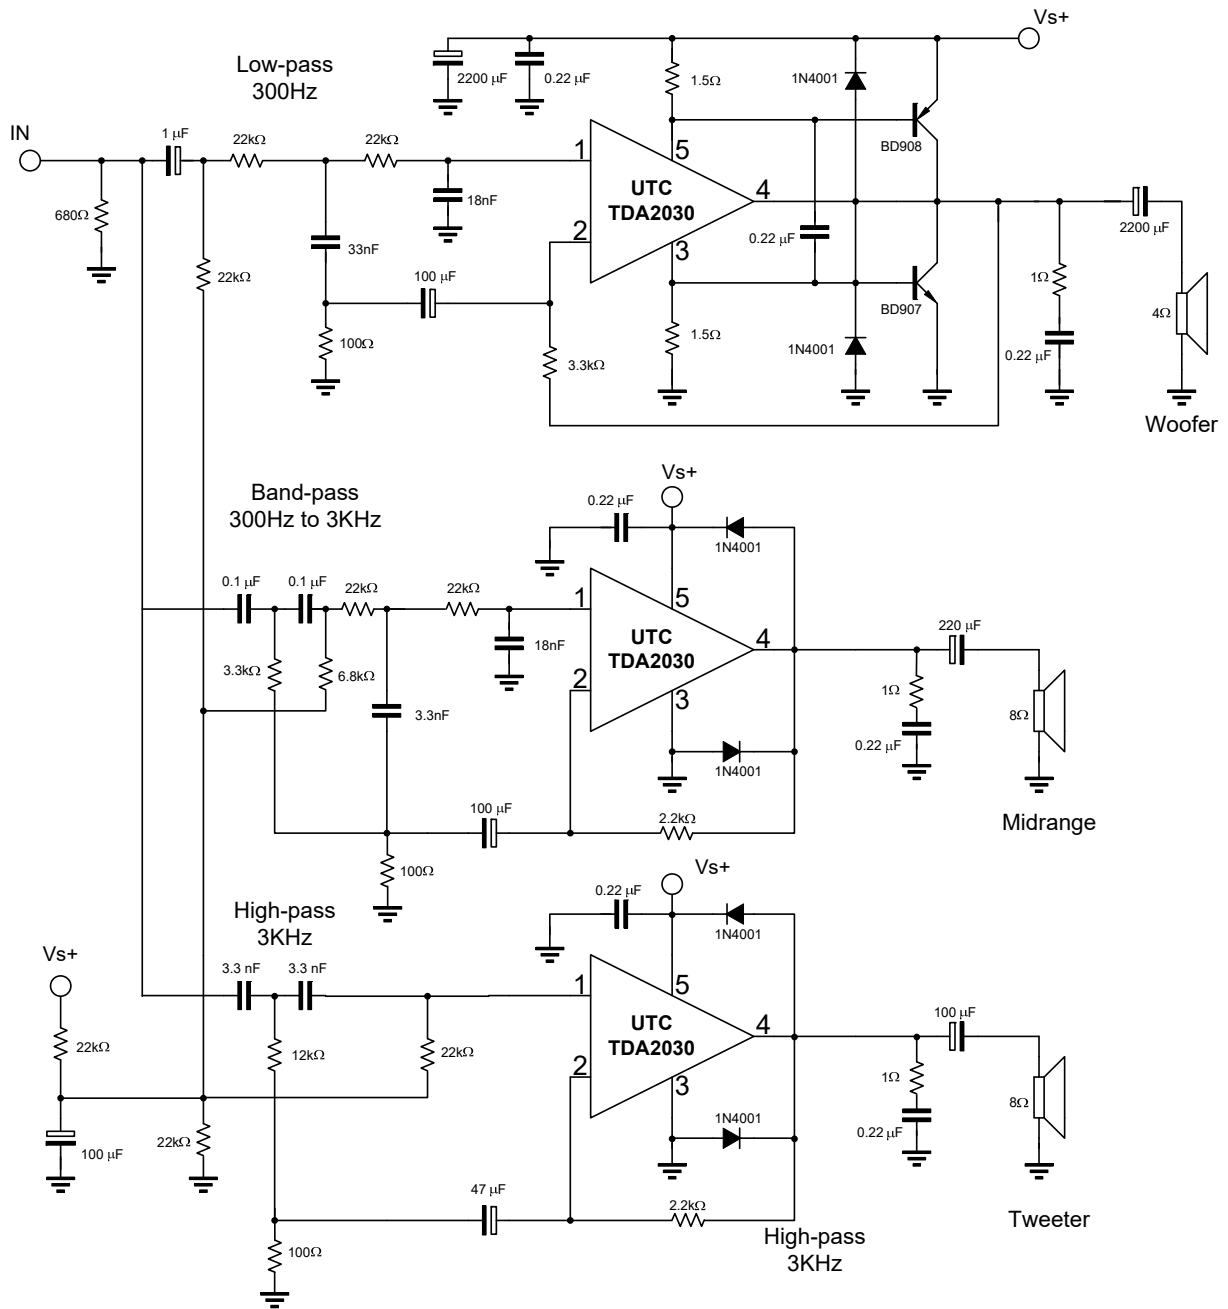 Vs+
Low-pass
300Hz
2200 μF
0.22 μF
1.5Ω
1N4001
BD908
IN
1 μF
22kΩ
22kΩ
1
5
UTC
TDA2030
4
680Ω
18nF
2
3
0.22 μF
2200 μF
33nF
22kΩ
100 μF
BD907
1Ω
4Ω
100Ω
3.3kΩ
1.5Ω
1N4001
0.22 μF
Woofer
Vs+
Band-pass
300Hz to 3KHz
0.22 μF
1N4001
0.1 μF
0.1 μF
22kΩ
22kΩ
1
5
UTC
TDA2030
4
220 μF
18nF
3.3kΩ
6.8kΩ
2
3
3.3nF
1Ω
8Ω
0.22 μF
1N4001
100 μF
2.2kΩ
Midrange
100Ω
Vs+
0.22 μF
High-pass
3KHz
1N4001
Vs+
3.3 nF
3.3 nF
1
5
UTC
TDA2030
4
100 μF
22kΩ
12kΩ
22kΩ
2
3
1Ω
8Ω
1N4001
0.22 μF
100 μF
22kΩ
47 μF
2.2kΩ
Tweeter
High-pass
3KHz
100Ω